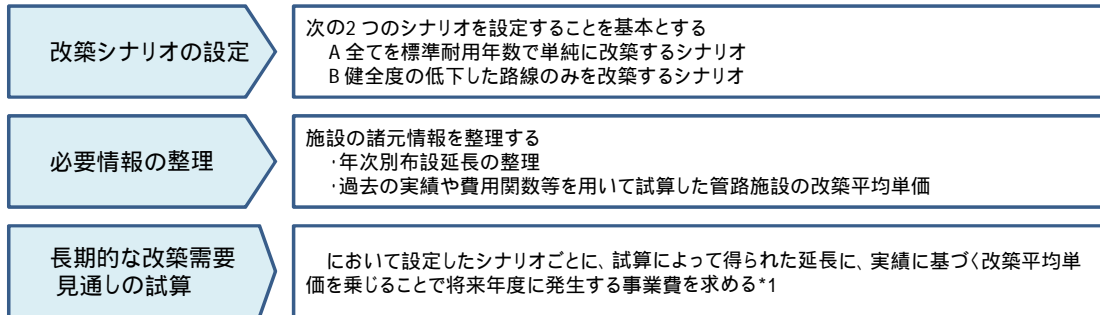 改築シナリオの設定
次の2 つのシナリオを設定することを基本とする
A 全てを標準耐用年数で単純に改築するシナリオ
B 健全度の低下した路線のみを改築するシナリオ
必要情報の整理
施設の諸元情報を整理する
・年次別布設延長の整理
・過去の実績や費用関数等を用いて試算した管路施設の改築平均単価
長期的な改築需要
見通しの試算
において設定したシナリオごとに、試算によって得られた延長に、実績に基づく改築平均単
価を乗じることで将来年度に発生する事業費を求める*1